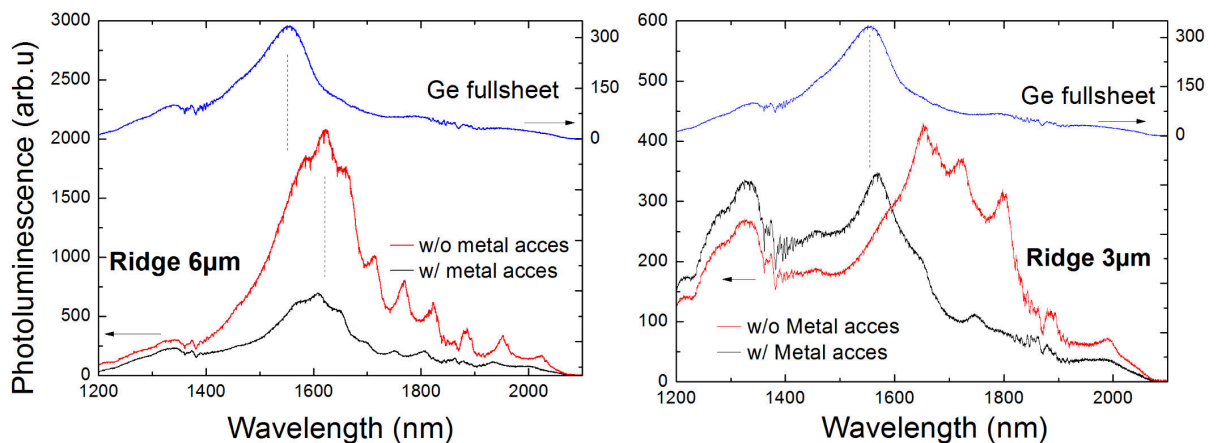 Photoluminescence (arb.u)
3000
2500
2000
1500
1000
500
0
300
150
0
Ge fullsheet
w/o metal acces
w/ metal acces
Ridge 6µm
1200 1400 1600 1800 2000
Wavelength (nm)
600
500
400
300
200
100
0
300
150
0
Ge fullsheet
Ridge 3µm
w/o Metal acces
w/ Metal acces
1200 1400 1600 1800 2000
Wavelength (nm)